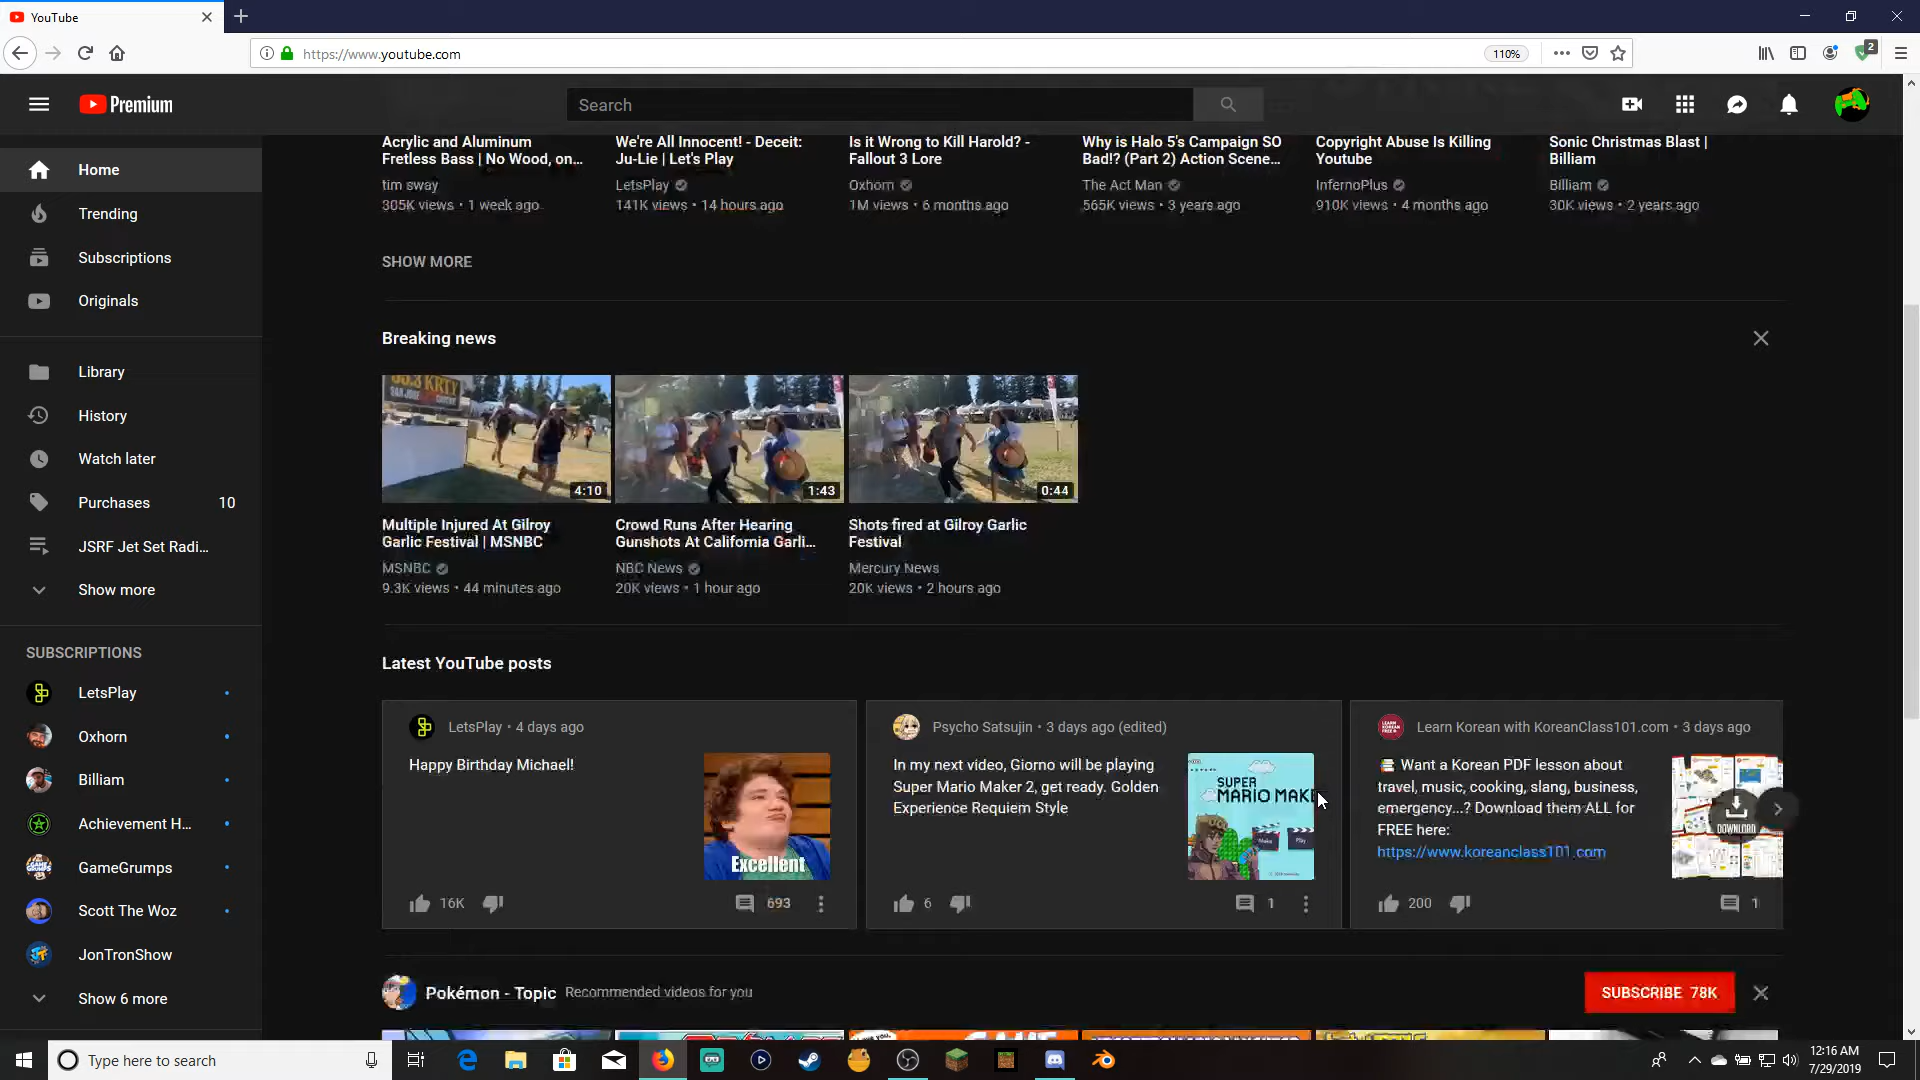 YouTube
https://www.youtube.com
110%
2
Premium
Search
Home
Trending
Subscriptions
Originals
Library
History
Watch later
Purchases 10
JSRF Jet Set Radi...
Show more
SUBSCRIPTIONS
LetsPlay
Oxhorn
Billiam
Achievement H...
GameGrumps
Scott The Woz
JonTronShow
Show 6 more
Acrylic and Aluminum
Fretless Bass | No Wood, on...
tim sway
305K views • 1 week ago
We're All Innocent! - Deceit:
Ju-Lie | Let's Play
LetsPlay
141K views • 14 hours ago
Is it Wrong to Kill Harold? -
Fallout 3 Lore
Oxhorn
1M views • 6 months ago
Why is Halo 5's Campaign SO
Bad!? (Part 2) Action Scene...
The Act Man
565K views • 3 years ago
Copyright Abuse Is Killing
Youtube
InfernoPlus
910K views • 4 months ago
Sonic Christmas Blast |
Billiam
Billiam
30K views • 2 years ago
SHOW MORE
Breaking news
KRTY
4:10
Multiple Injured At Gilroy
Garlic Festival | MSNBC
MSNBC
9.3K views • 44 minutes ago
1:43
Crowd Runs After Hearing
Gunshots At California Garli...
NBC News
20K views • 1 hour ago
0:44
Shots fired at Gilroy Garlic
Festival
Mercury News
20K views • 2 hours ago
Latest YouTube posts
LetsPlay • 4 days ago
Happy Birthday Michael!
Excellent
16K
693
Psycho Satsujin • 3 days ago (edited)
In my next video, Giorno will be playing
Super Mario Maker 2, get ready. Golden
Experience Requiem Style
SUPER
MARIO MAKE
Make
Play
6
1
Learn Korean with KoreanClass101.com • 3 days ago
Want a Korean PDF lesson about
travel, music, cooking, slang, business,
emergency...? Download them ALL for
FREE here:
https://www.koreanclass101.com
DOWNLOAD
200
1
Pokémon - Topic Recommended videos for you
SUBSCRIBE 78K
Type here to search
12:16 AM
7/29/2019